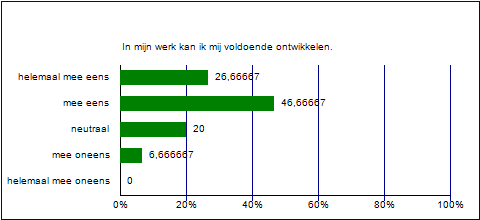 In mijn werk kan ik mij voldoende ontwikkelen.
helemaal mee eens 26,66667
mee eens 46,66667
neutraal 20
mee oneens 6,666667
helemaal mee oneens 0
0% 20% 40% 60% 80% 100%